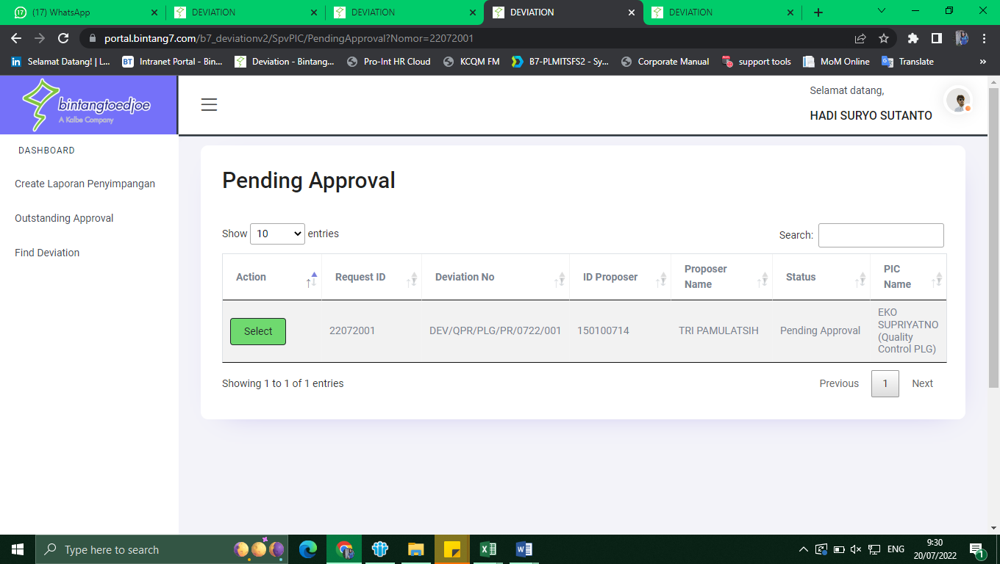 (17) WhatsApp
DEVIATION
DEVIATION
DEVIATION
DEVIATION
portal.bintang7.com/b7_deviationv2/SpvPIC/PendingApproval?Nomor=22072001
Selamat Datang! | L...
BT Intranet Portal - Bin...
Deviation - Bintang...
Pro-Int HR Cloud
KCQM FM
B7-PLMITSFS2 - Sy...
Corporate Manual
support tools
MoM Online
Translate
»
bintangtoedjoe
A Kalbe Company
Selamat datang,
HADI SURYO SUTANTO
DASHBOARD
Create Laporan Penyimpangan
Outstanding Approval
Find Deviation
Pending Approval
Show 10 entries
Search:
Action Request ID Deviation No ID Proposer Proposer Name Status PIC Name
Select 22072001 DEV/QPR/PLG/PR/0722/001 150100714 TRI PAMULATSIH Pending Approval EKO
SUPRIYATNO
(Quality
Control PLG)
Showing 1 to 1 of 1 entries
Previous 1 Next
Type here to search
ENG
9:30
20/07/2022
1